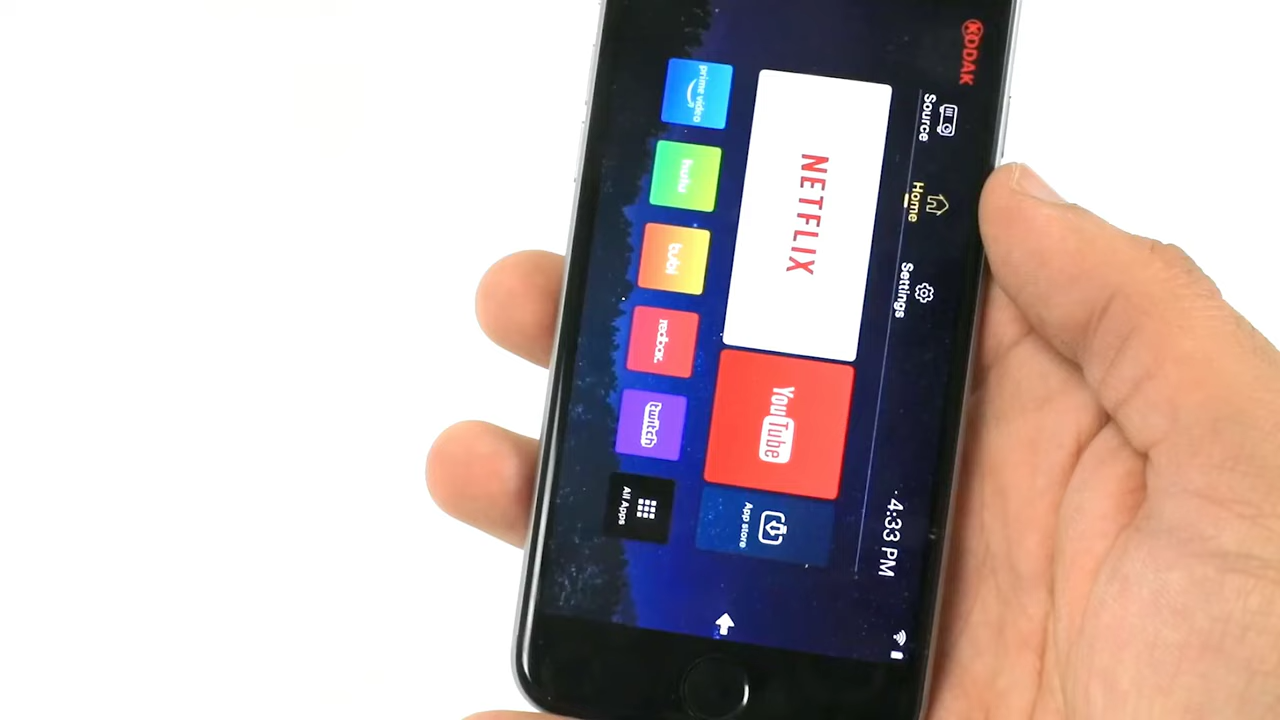 KODAK
Source
Home
Settings
4:33 PM
NETFLIX
YouTube
App store
prime video
hulu
tubi
redbox.
twitch
All Apps